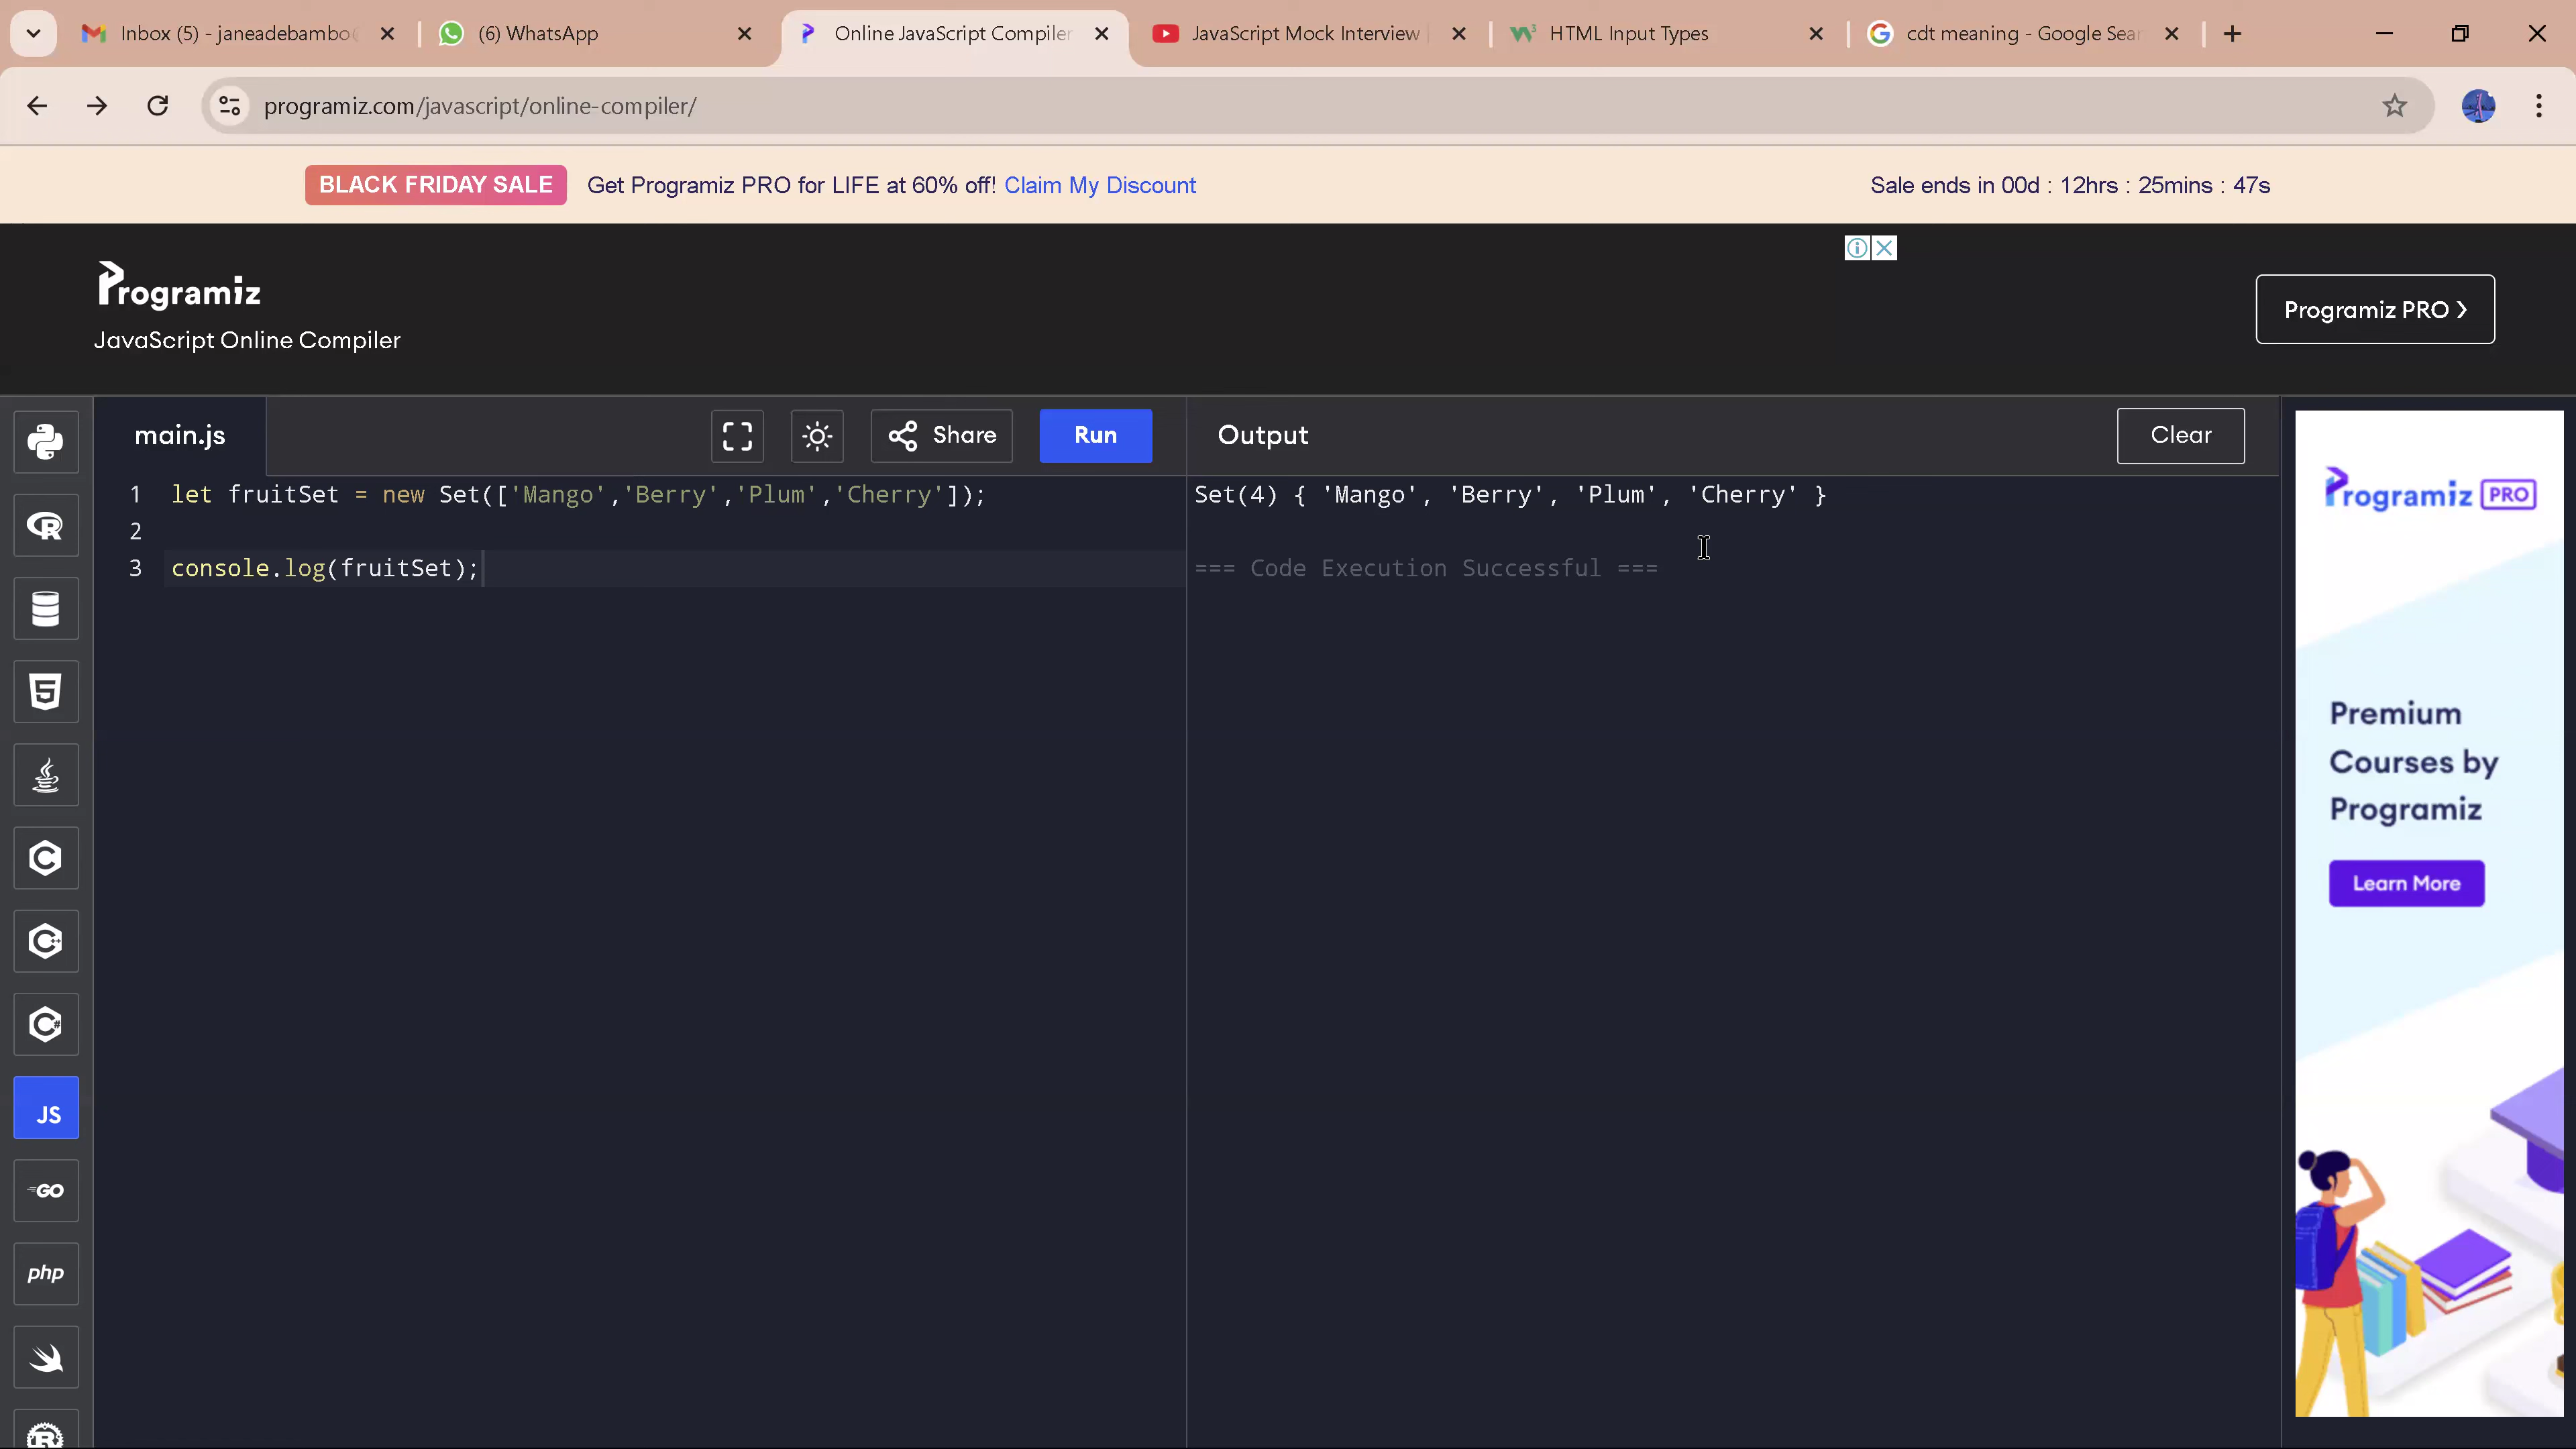 Inbox (5) - janeadebambo
(6) WhatsApp
Online JavaScript Compiler
JavaScript Mock Interview
HTML Input Types
cdt meaning - Google Sear
programiz.com/javascript/online-compiler/
BLACK FRIDAY SALE Get Programiz PRO for LIFE at 60% off! Claim My Discount Sale ends in 00d : 12hrs : 25mins : 47s
Programiz
JavaScript Online Compiler
Programiz PRO >
main.js Share Run Output Clear
1 let fruitSet = new Set(['Mango','Berry','Plum','Cherry']);
2
3 console.log(fruitSet);
Set(4) { 'Mango', 'Berry', 'Plum', 'Cherry' }
=== Code Execution Successful ===
JS
GO
php
Programiz PRO
Premium
Courses by
Programiz
Learn More